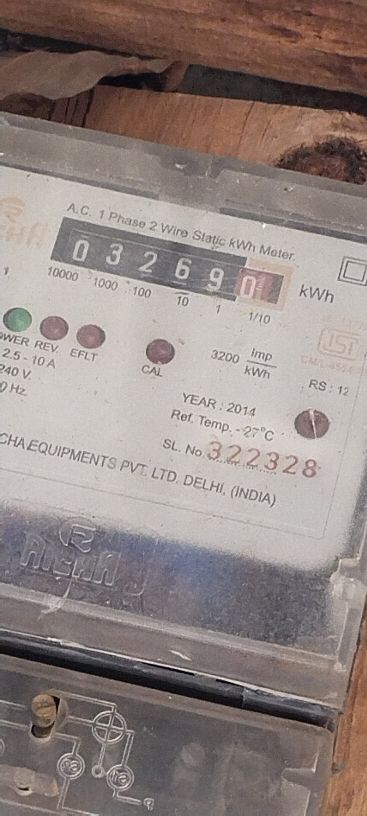 A.C. 1 Phase 2 Wire Static kWh Meter.
0 3 2 6 9 0
kWh
10000 1000 100 10 1 1/10
REV. EFLT
CAL
3200 Imp/kWh
ISI
2.5 - 10 A
RS : 12
240 V.
YEAR : 2014
Ref. Temp. - 27°C
SL. No. 322328
EQUIPMENTS PVT. LTD. DELHI, (INDIA)